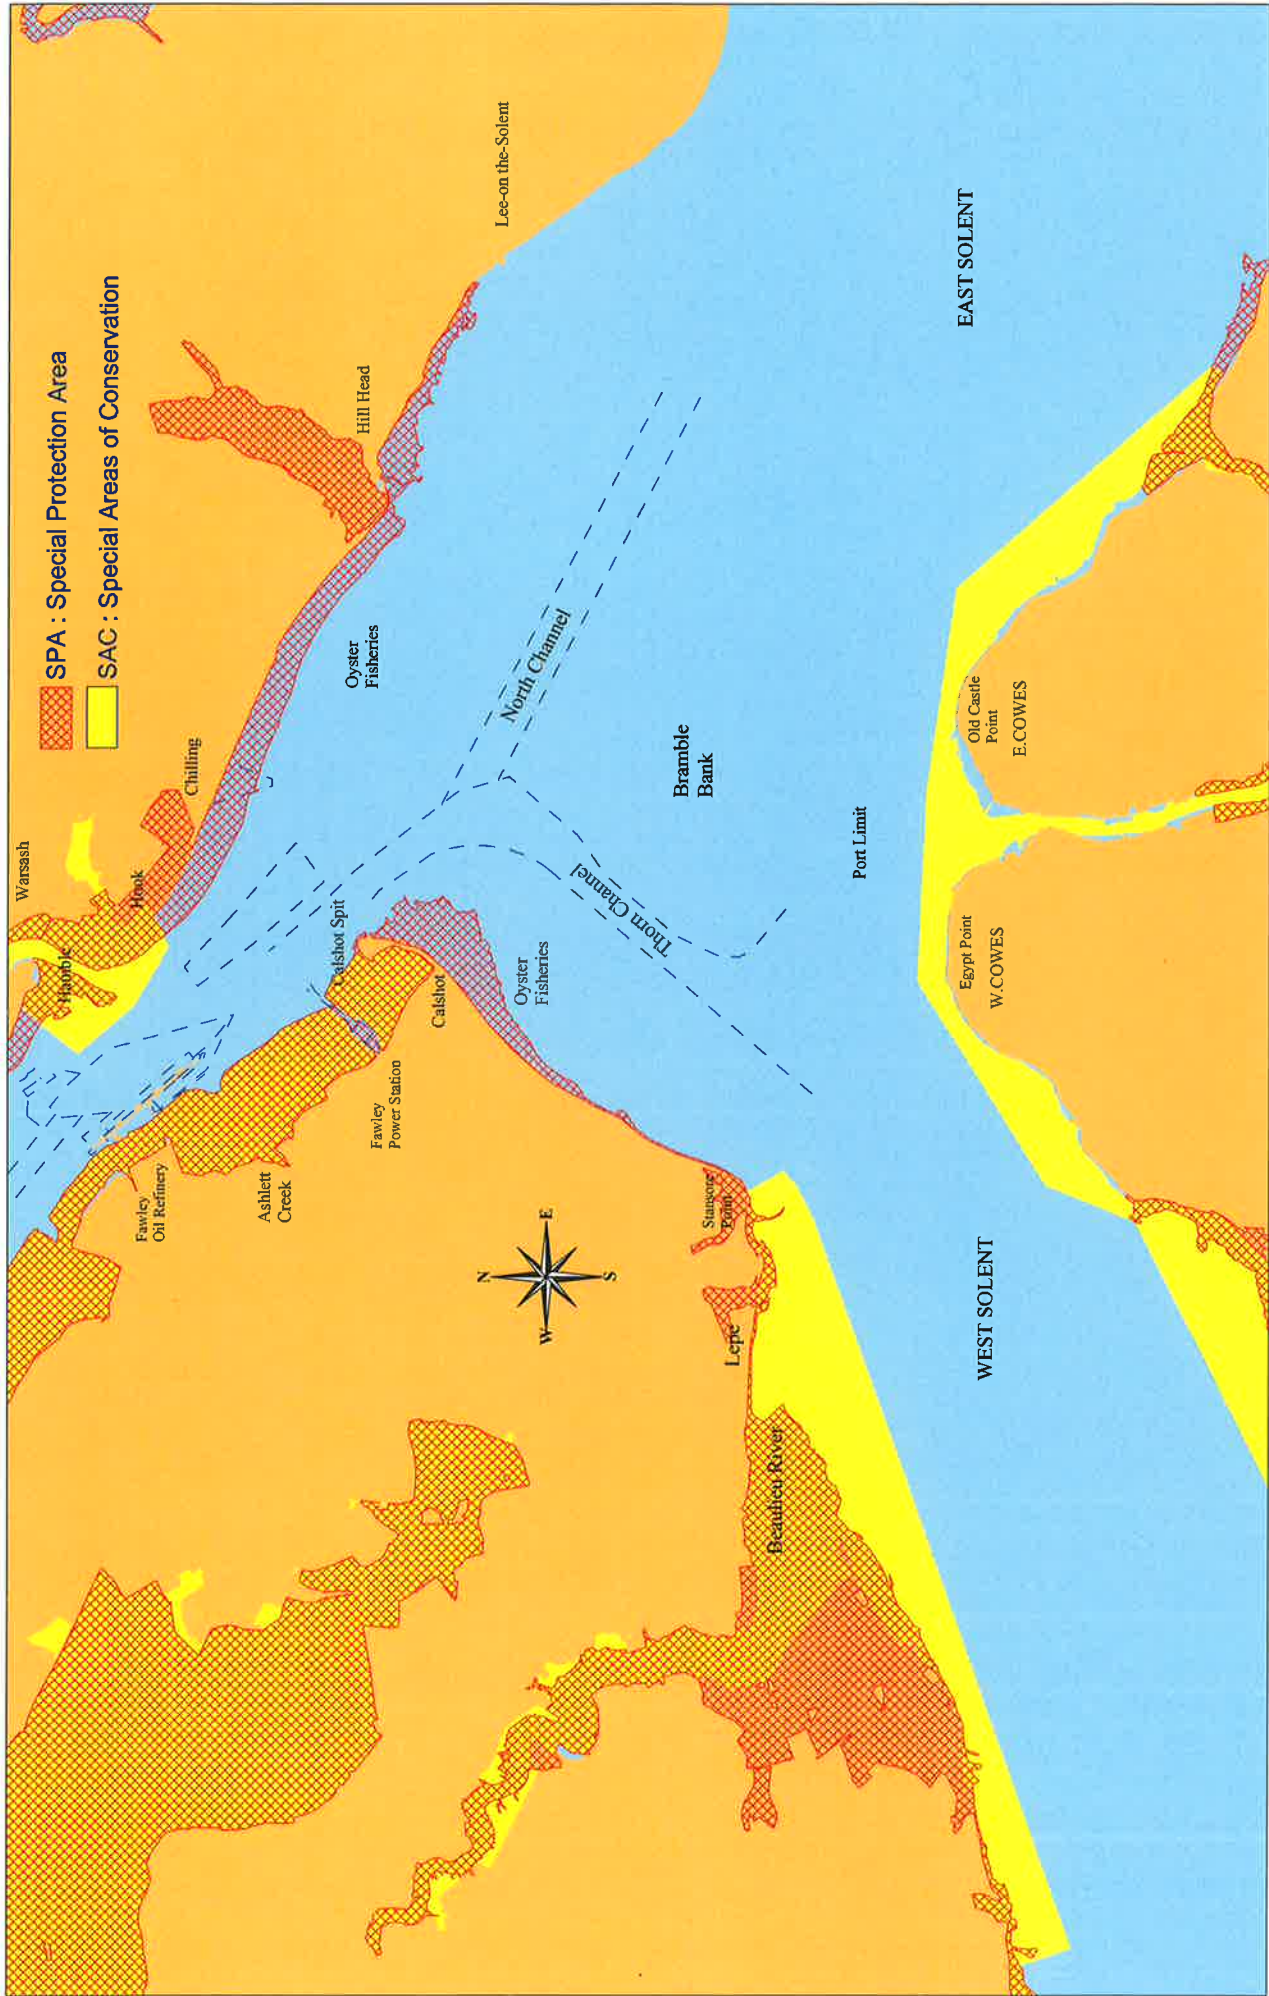 SPA : Special Protection Area
SAC : Special Areas of Conservation
Warsash
Hamble
Hook
Chilling
Hill Head
Lee-on the-Solent
Fawley
Oil Refinery
Ashlett
Creek
Fawley
Power Station
Calshot Spit
Calshot
Oyster
Fisheries
Oyster
Fisheries
North Channel
Thorn Channel
Bramble
Bank
Port Limit
N
E
S
W
Stansore
Point
Lepe
Beaulieu River
WEST SOLENT
EAST SOLENT
Egypt Point
W.COWES
Old Castle
Point
E.COWES